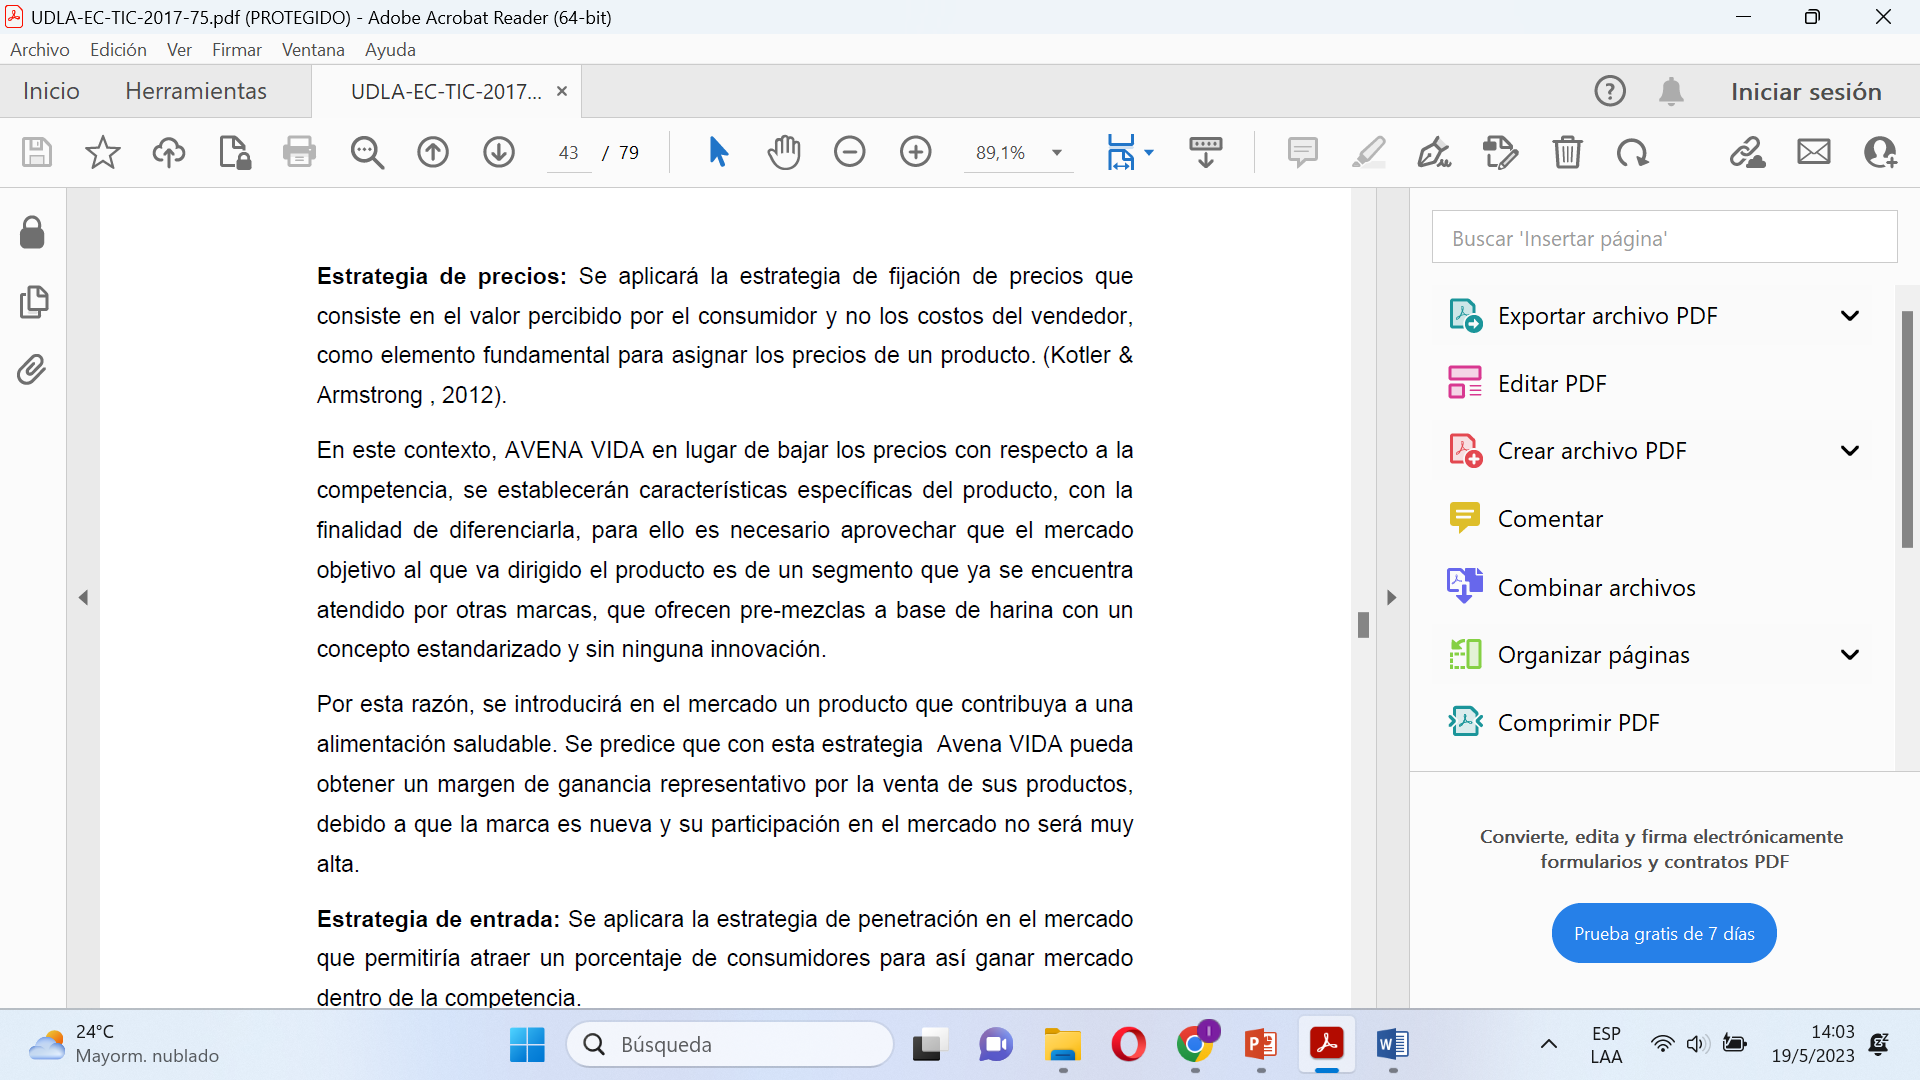 UDLA-EC-TIC-2017-75.pdf (PROTEGIDO) - Adobe Acrobat Reader (64-bit)
Archivo Edición Ver Firmar Ventana Ayuda
Inicio Herramientas UDLA-EC-TIC-2017... × Iniciar sesión
43 / 79 89,1%
Estrategia de precios: Se aplicará la estrategia de fijación de precios que
consiste en el valor percibido por el consumidor y no los costos del vendedor,
como elemento fundamental para asignar los precios de un producto. (Kotler &
Armstrong , 2012).
En este contexto, AVENA VIDA en lugar de bajar los precios con respecto a la
competencia, se establecerán características específicas del producto, con la
finalidad de diferenciarla, para ello es necesario aprovechar que el mercado
objetivo al que va dirigido el producto es de un segmento que ya se encuentra
atendido por otras marcas, que ofrecen pre-mezclas a base de harina con un
concepto estandarizado y sin ninguna innovación.
Por esta razón, se introducirá en el mercado un producto que contribuya a una
alimentación saludable. Se predice que con esta estrategia  Avena VIDA pueda
obtener un margen de ganancia representativo por la venta de sus productos,
debido a que la marca es nueva y su participación en el mercado no será muy
alta.
Estrategia de entrada: Se aplicara la estrategia de penetración en el mercado
que permitiría atraer un porcentaje de consumidores para así ganar mercado
dentro de la competencia.
Buscar 'Insertar página'
Exportar archivo PDF
Editar PDF
Crear archivo PDF
Comentar
Combinar archivos
Organizar páginas
Comprimir PDF
Convierte, edita y firma electrónicamente
formularios y contratos PDF
Prueba gratis de 7 días
24°C
Mayorm. nublado
Búsqueda
ESP
LAA
14:03
19/5/2023